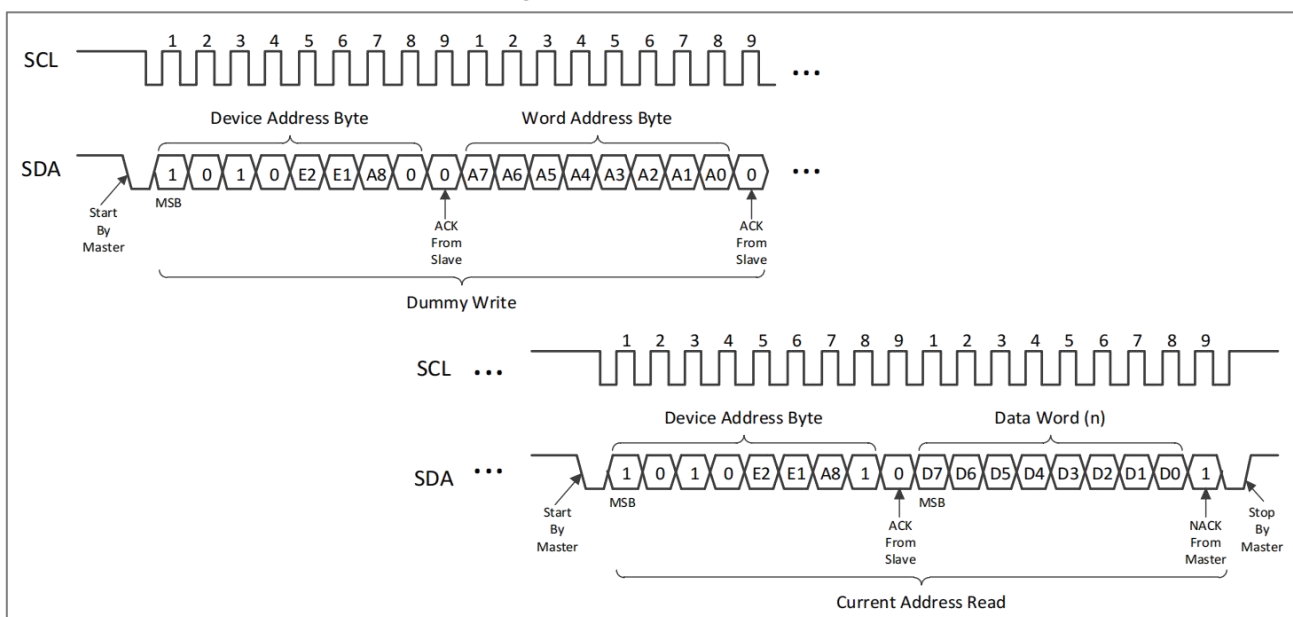 1 2 3 4 5 6 7 8 9 1 2 3 4 5 6 7 8 9
SCL ...
Device Address Byte Word Address Byte
SDA 1 0 1 0 E2 E1 A8 0 0 A7 A6 A5 A4 A3 A2 A1 A0 0 ...
MSB
Start
By
Master
ACK
From
Slave
ACK
From
Slave
Dummy Write
1 2 3 4 5 6 7 8 9 1 2 3 4 5 6 7 8 9
SCL ...
Device Address Byte Data Word (n)
SDA ... 1 0 1 0 E2 E1 A8 1 0 D7 D6 D5 D4 D3 D2 D1 D0 1
MSB MSB
Start
By
Master
ACK
From
Slave
NACK
From
Master
Stop
By
Master
Current Address Read